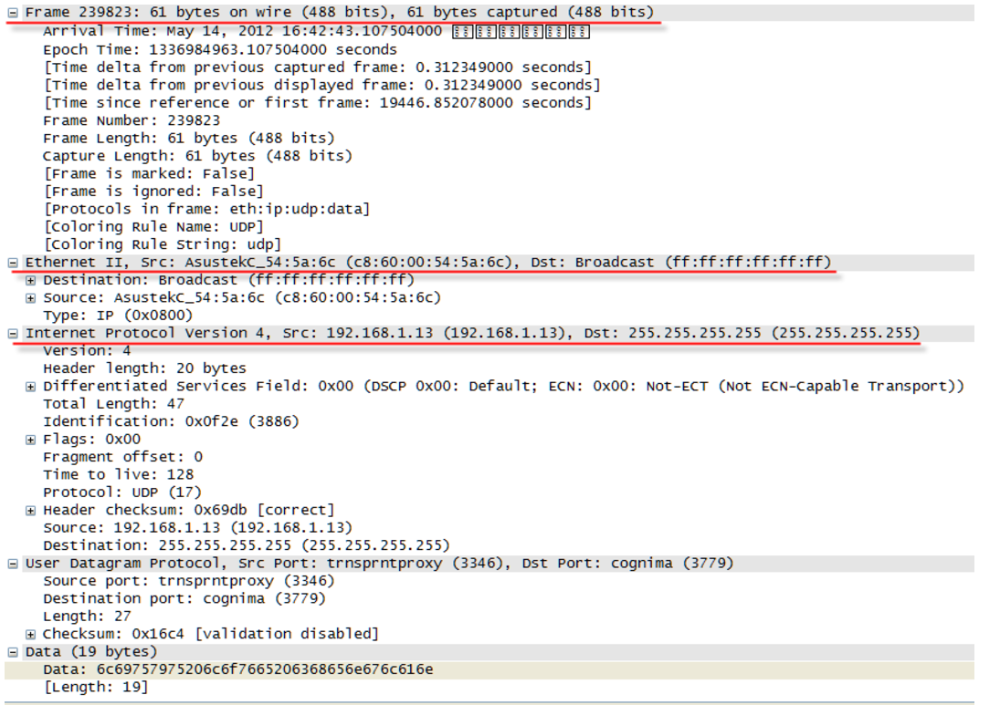 Frame 239823: 61 bytes on wire (488 bits), 61 bytes captured (488 bits)
Arrival Time: May 14, 2012 16:42:43.107504000
Epoch Time: 1336984963.107504000 seconds
[Time delta from previous captured frame: 0.312349000 seconds]
[Time delta from previous displayed frame: 0.312349000 seconds]
[Time since reference or first frame: 19446.852078000 seconds]
Frame Number: 239823
Frame Length: 61 bytes (488 bits)
Capture Length: 61 bytes (488 bits)
[Frame is marked: False]
[Frame is ignored: False]
[Protocols in frame: eth:ip:udp:data]
[Coloring Rule Name: UDP]
[Coloring Rule String: udp]
Ethernet II, Src: AsustekC_54:5a:6c (c8:60:00:54:5a:6c), Dst: Broadcast (ff:ff:ff:ff:ff:ff)
Destination: Broadcast (ff:ff:ff:ff:ff:ff)
Source: AsustekC_54:5a:6c (c8:60:00:54:5a:6c)
Type: IP (0x0800)
Internet Protocol Version 4, Src: 192.168.1.13 (192.168.1.13), Dst: 255.255.255.255 (255.255.255.255)
Version: 4
Header length: 20 bytes
Differentiated Services Field: 0x00 (DSCP 0x00: Default; ECN: 0x00: Not-ECT (Not ECN-Capable Transport))
Total Length: 47
Identification: 0x0f2e (3886)
Flags: 0x00
Fragment offset: 0
Time to live: 128
Protocol: UDP (17)
Header checksum: 0x69db [correct]
Source: 192.168.1.13 (192.168.1.13)
Destination: 255.255.255.255 (255.255.255.255)
User Datagram Protocol, Src Port: trnsprntproxy (3346), Dst Port: cognima (3779)
Source port: trnsprntproxy (3346)
Destination port: cognima (3779)
Length: 27
Checksum: 0x16c4 [validation disabled]
Data (19 bytes)
Data: 6c69757975206c6f7665206368656e676c616e
[Length: 19]